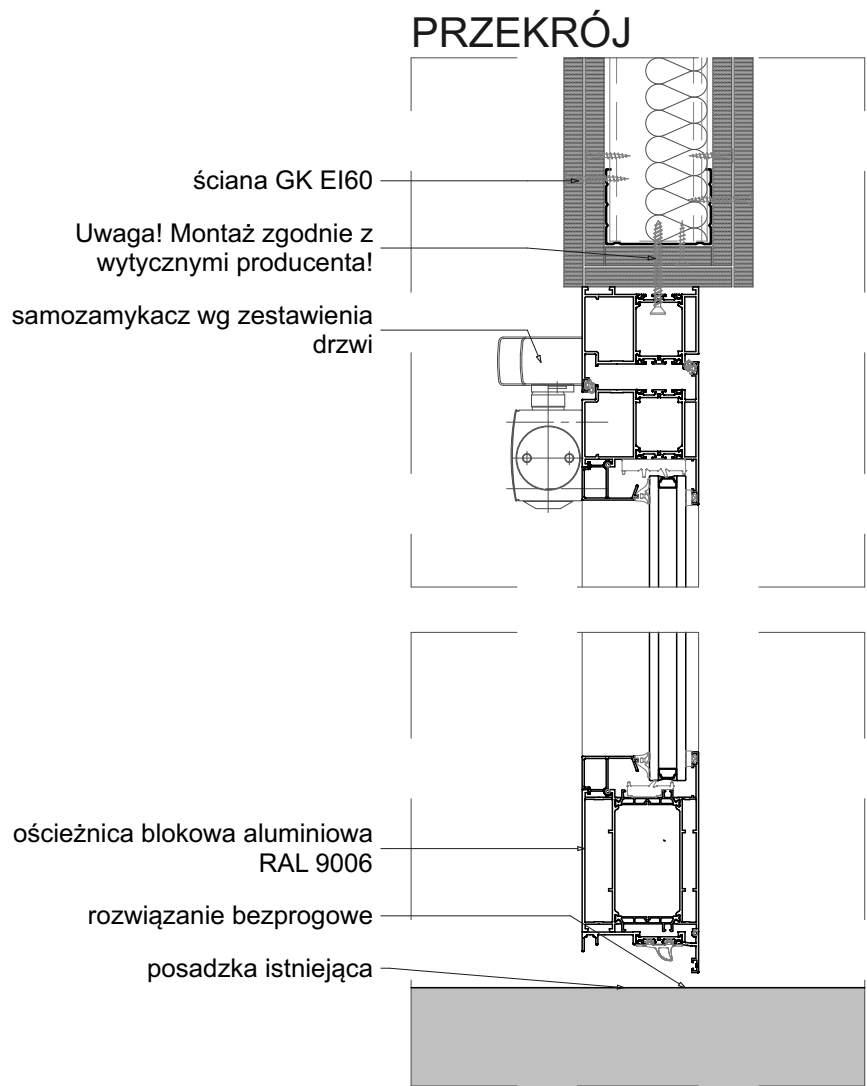 PRZEKRÓJ
ściana GK EI60
Uwaga! Montaż zgodnie z
wytycznymi producenta!
samozamykacz wg zestawienia
drzwi
ościeżnica blokowa aluminiowa
RAL 9006
rozwiązanie bezprogowe
posadzka istniejąca